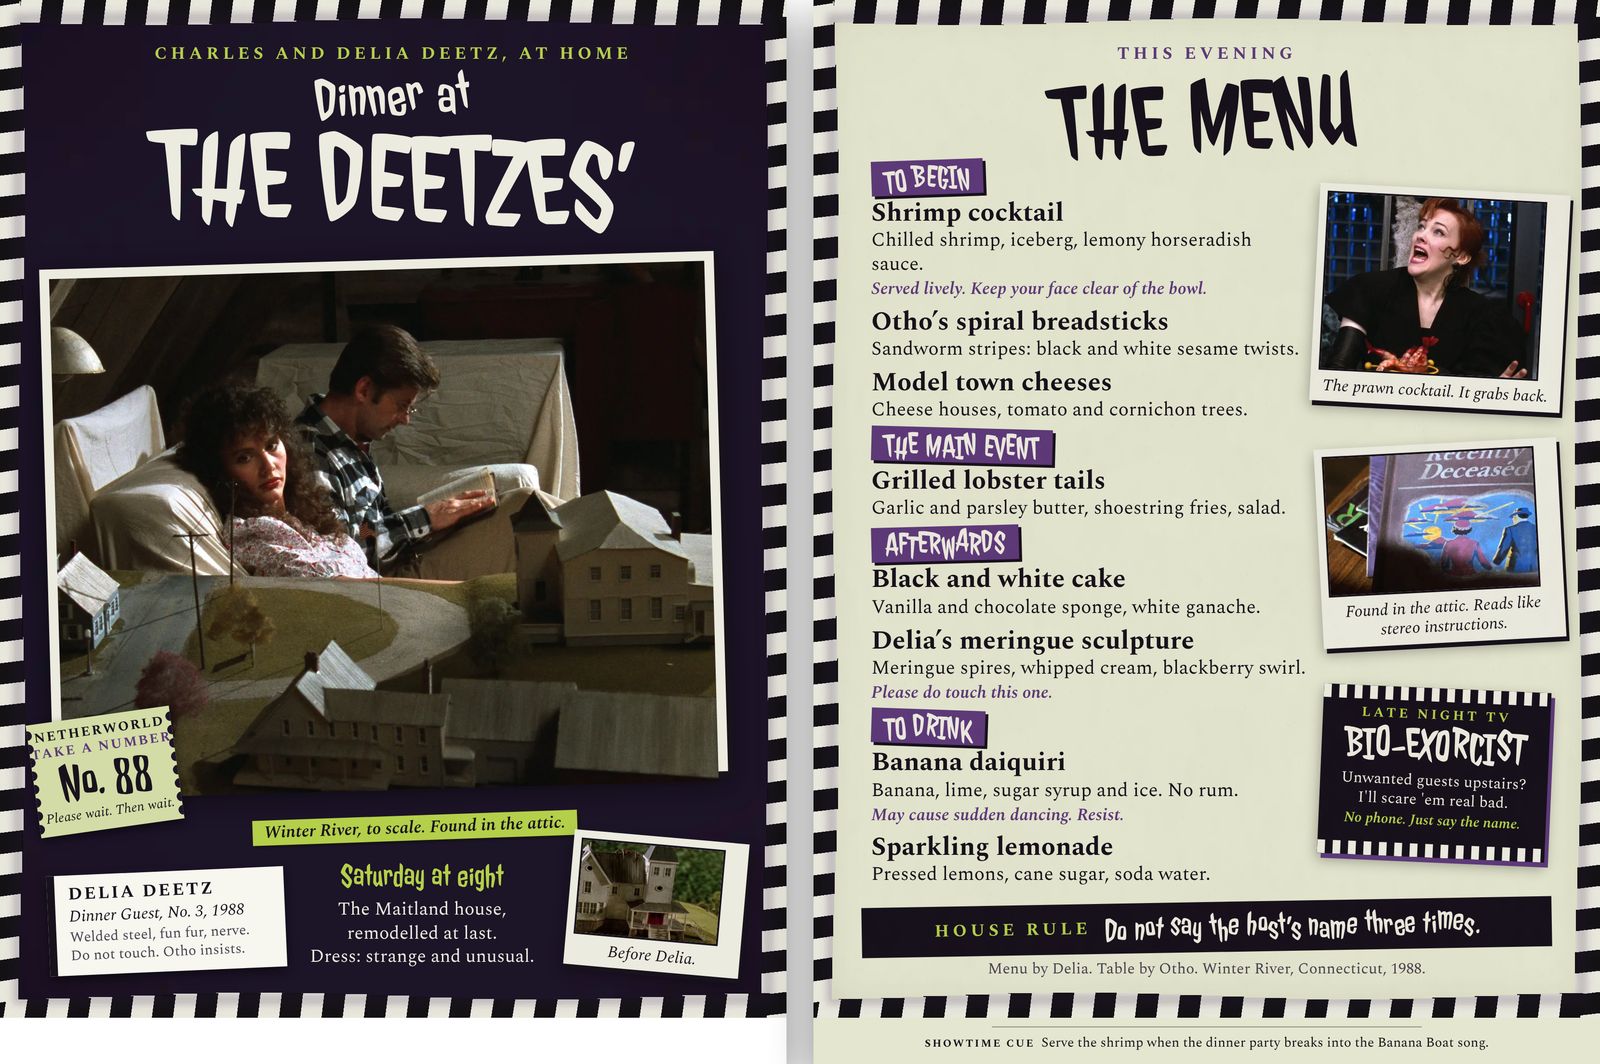 CHARLES AND DELIA DEETZ, AT HOME
Dinner at
THE DEETZES'
NETHERWORLD
TAKE A NUMBER
No. 88
Please wait. Then wait.
Winter River, to scale. Found in the attic.
DELIA DEETZ
Dinner Guest, No. 3, 1988
Welded steel, fun fur, nerve.
Do not touch. Otho insists.
Saturday at eight
The Maitland house,
remodelled at last.
Dress: strange and unusual.
Before Delia.
THIS EVENING
THE MENU
TO BEGIN
Shrimp cocktail
Chilled shrimp, iceberg, lemony horseradish
sauce.
Served lively. Keep your face clear of the bowl.
Otho's spiral breadsticks
Sandworm stripes: black and white sesame twists.
Model town cheeses
Cheese houses, tomato and cornichon trees.
THE MAIN EVENT
Grilled lobster tails
Garlic and parsley butter, shoestring fries, salad.
AFTERWARDS
Black and white cake
Vanilla and chocolate sponge, white ganache.
Delia's meringue sculpture
Meringue spires, whipped cream, blackberry swirl.
Please do touch this one.
TO DRINK
Banana daiquiri
Banana, lime, sugar syrup and ice. No rum.
May cause sudden dancing. Resist.
Sparkling lemonade
Pressed lemons, cane sugar, soda water.
The prawn cocktail. It grabs back.
Recently
Deceased
Found in the attic. Reads like
stereo instructions.
LATE NIGHT TV
BIO-EXORCIST
Unwanted guests upstairs?
I'll scare 'em real bad.
No phone. Just say the name.
HOUSE RULE Do not say the host's name three times.
Menu by Delia. Table by Otho. Winter River, Connecticut, 1988.
SHOWTIME CUE Serve the shrimp when the dinner party breaks into the Banana Boat song.